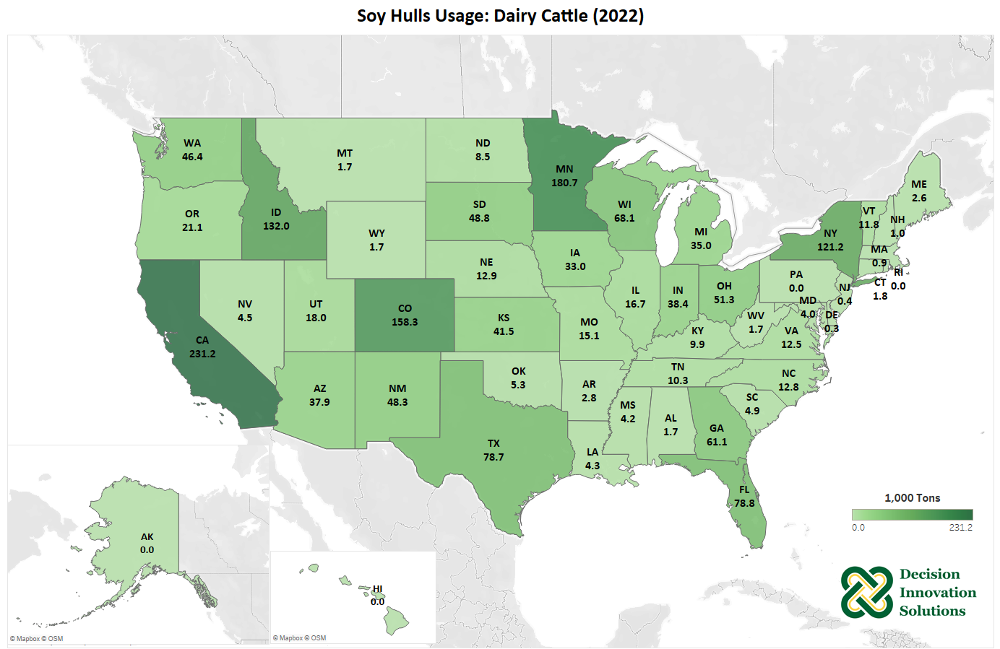 Soy Hulls Usage: Dairy Cattle (2022)
WA
46.4
MT
1.7
ND
8.5
MN
180.7
ID
132.0
OR
21.1
WY
1.7
SD
48.8
WI
68.1
MI
35.0
NY
121.2
VT
11.8
NH
1.0
ME
2.6
MA
0.9
RI
0.0
CT
1.8
IA
33.0
NE
12.9
PA
0.0
NJ
0.4
MD
4.0
DE
0.3
NV
4.5
UT
18.0
CO
158.3
KS
41.5
MO
15.1
IL
16.7
IN
38.4
OH
51.3
WV
1.7
VA
12.5
KY
9.9
CA
231.2
AZ
37.9
NM
48.3
OK
5.3
AR
2.8
TN
10.3
NC
12.8
SC
4.9
MS
4.2
AL
1.7
GA
61.1
TX
78.7
LA
4.3
FL
78.8
AK
0.0
HI
0.0
1,000 Tons
0.0 231.2
Decision
Innovation
Solutions
© Mapbox © OSM
© Mapbox © OSM